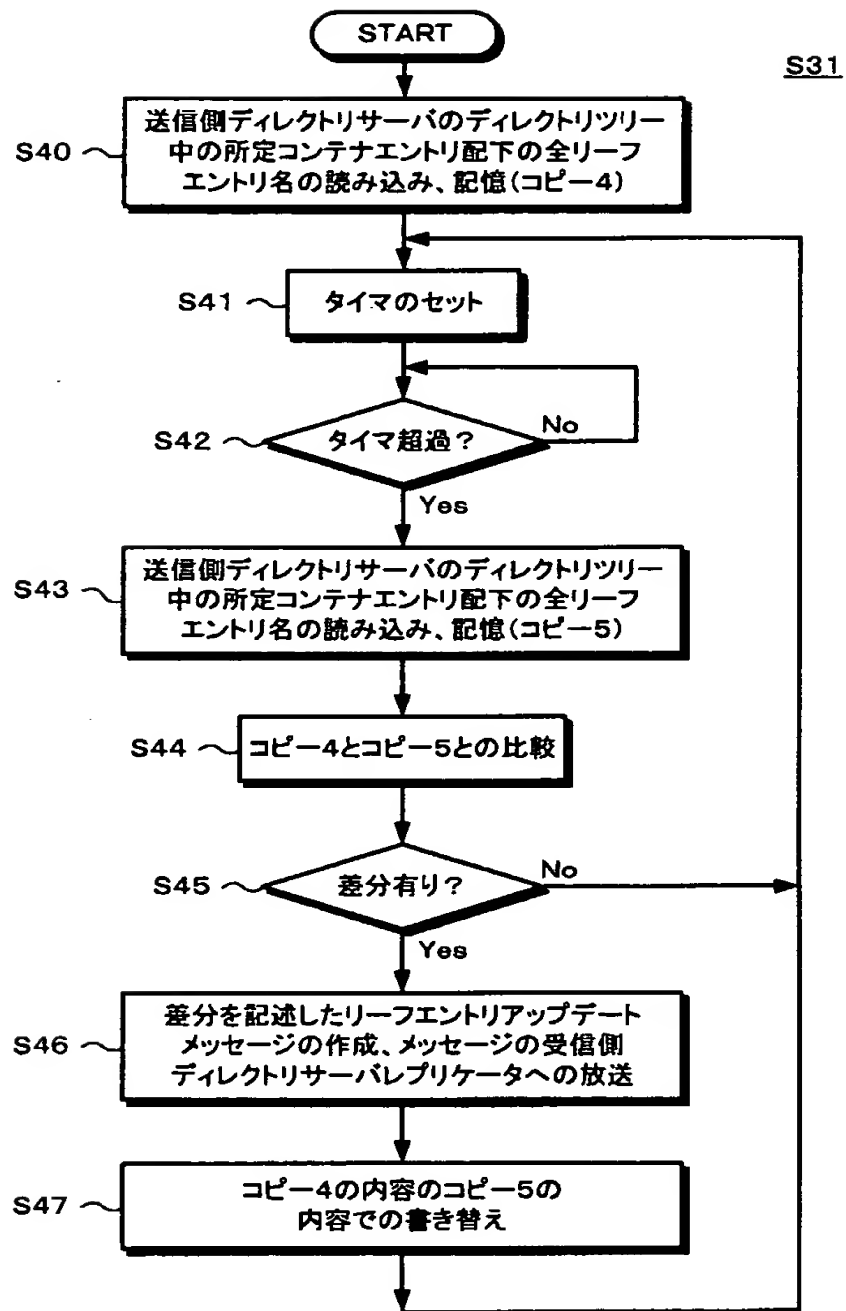 START
S31
S40
送信側ディレクトリサーバのディレクトリツリー
中の所定コンテナエントリ配下の全リーフ
エントリ名の読み込み、記憶(コピー4)
S41
タイマのセット
S42
タイマ超過?
No
Yes
S43
送信側ディレクトリサーバのディレクトリツリー
中の所定コンテナエントリ配下の全リーフ
エントリ名の読み込み、記憶(コピー5)
S44
コピー4とコピー5との比較
S45
差分有り?
No
Yes
S46
差分を記述したリーフエントリアップデート
メッセージの作成、メッセージの受信側
ディレクトリサーバレプリケータへの放送
S47
コピー4の内容のコピー5の
内容での書き替え